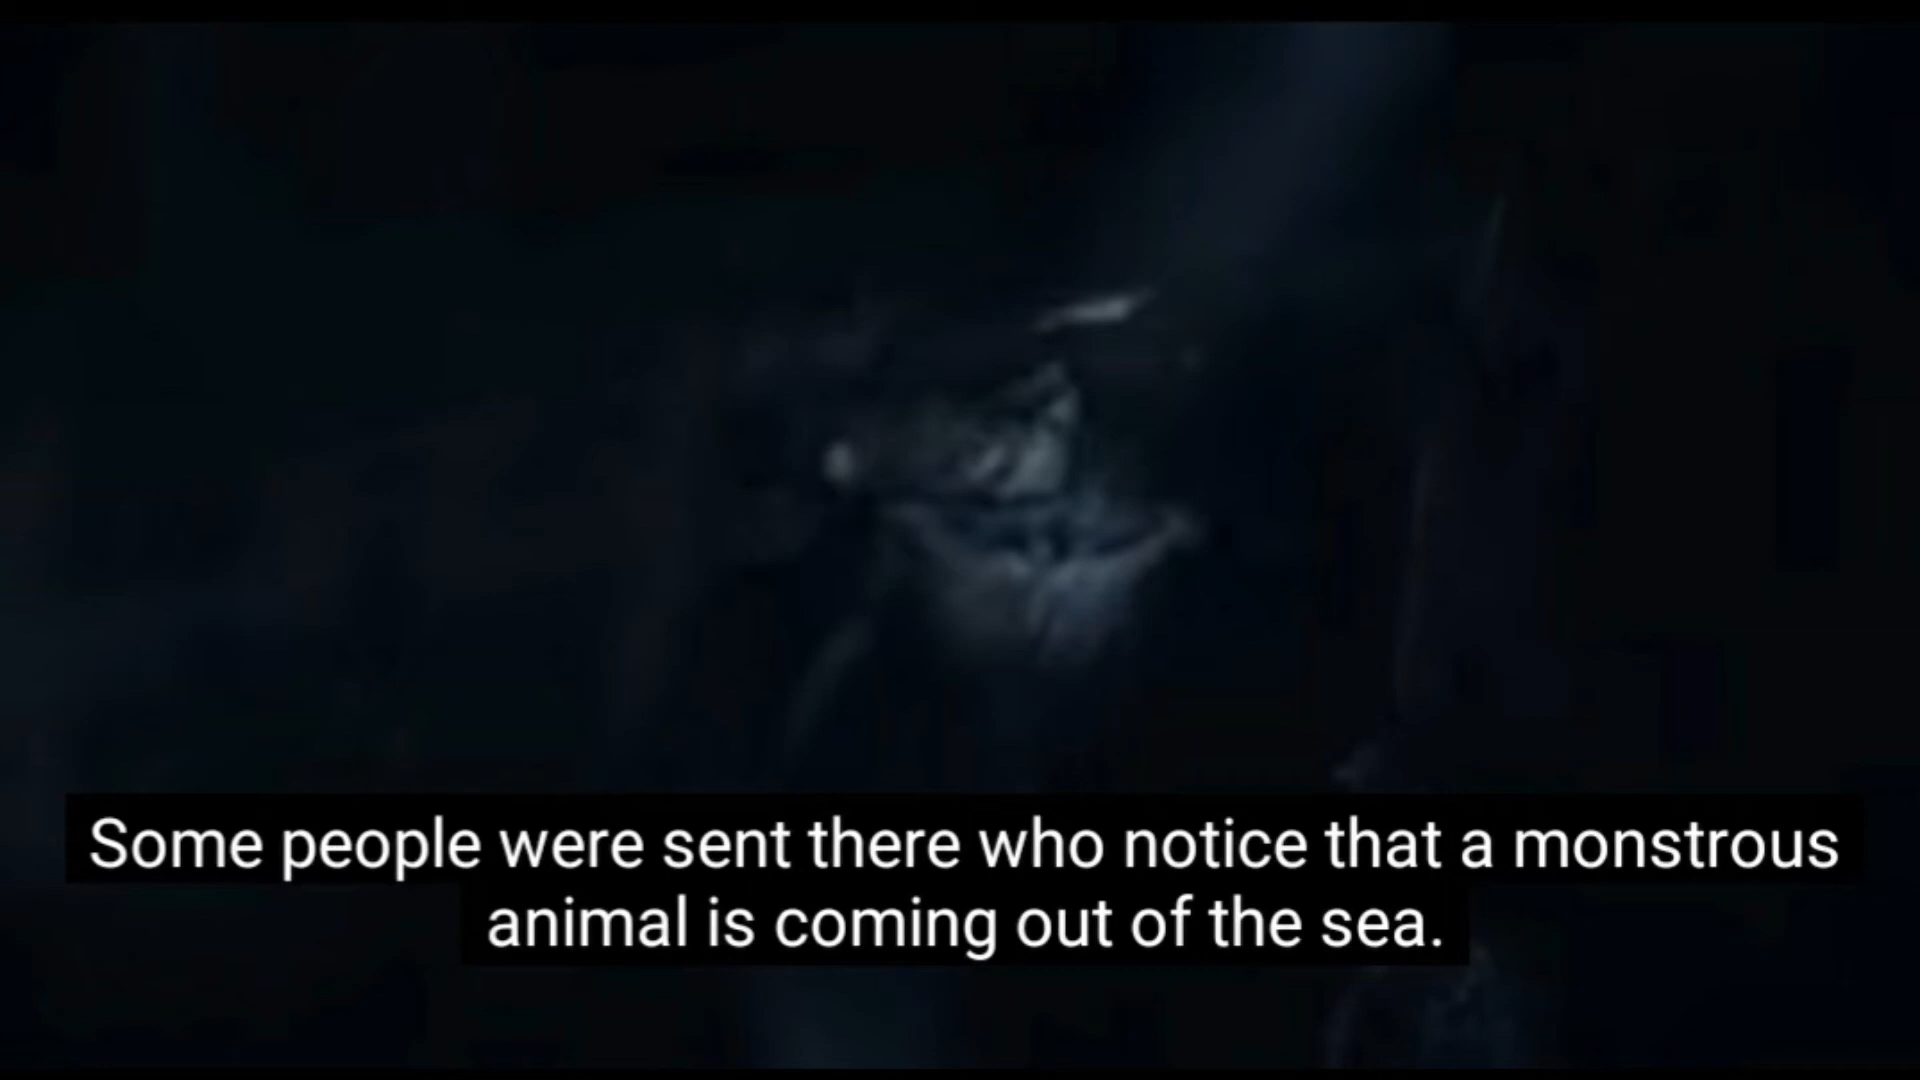 Some people were sent there who notice that a monstrous
animal is coming out of the sea.